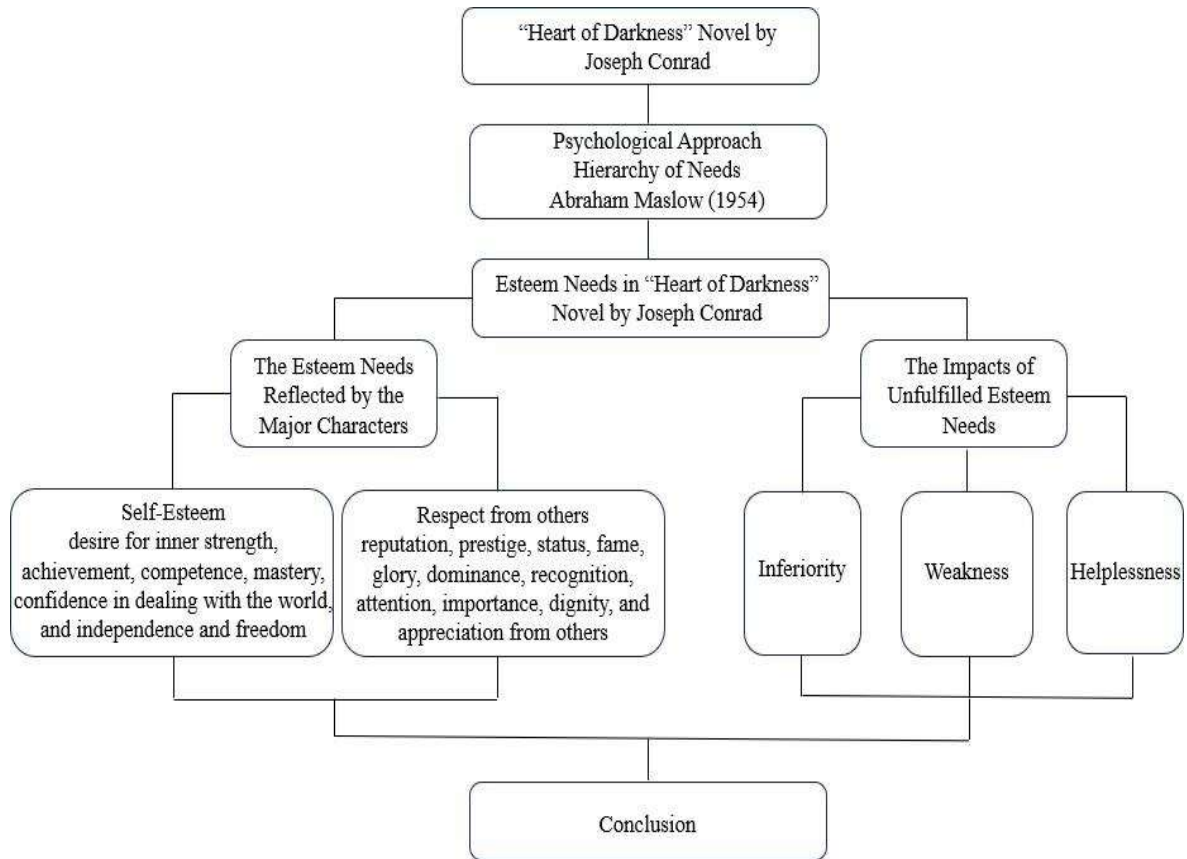 “Heart of Darkness” Novel by
Joseph Conrad
Psychological Approach
Hierarchy of Needs
Abraham Maslow (1954)
Esteem Needs in “Heart of Darkness”
Novel by Joseph Conrad
The Esteem Needs
Reflected by the
Major Characters
The Impacts of
Unfulfilled Esteem
Needs
Self-Esteem
desire for inner strength,
achievement, competence, mastery,
confidence in dealing with the world,
and independence and freedom
Respect from others
reputation, prestige, status, fame,
glory, dominance, recognition,
attention, importance, dignity, and
appreciation from others
Inferiority
Weakness
Helplessness
Conclusion